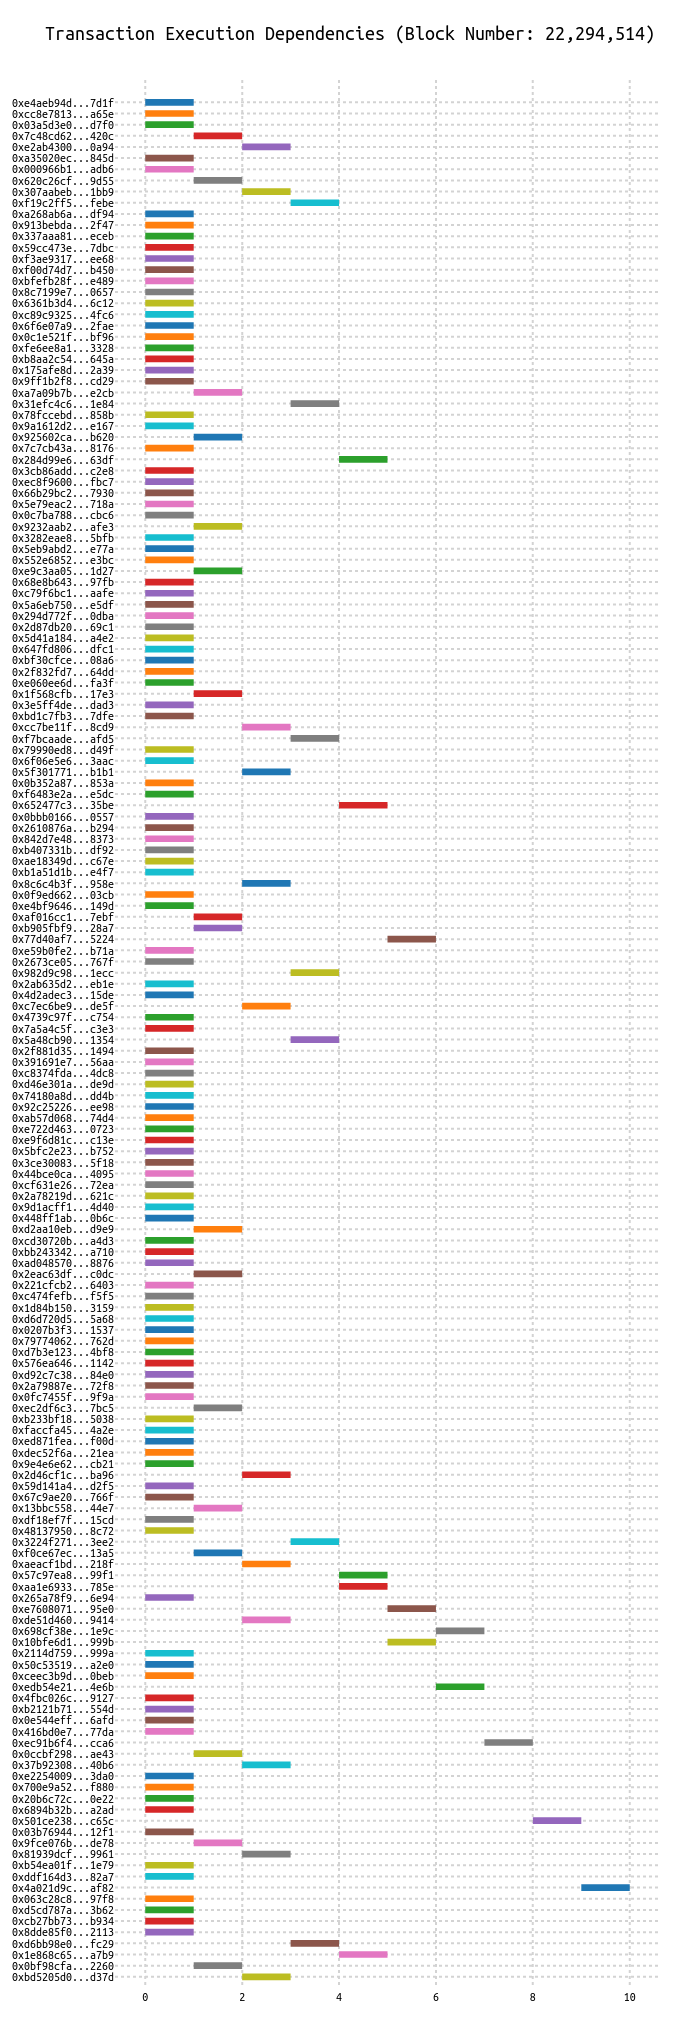 Transaction Execution Dependencies (Block Number: 22,294,514)
0xe4aeb94d...7d1f
0xcc8e7813...a65e
0x03a5d3e0...d7f0
0x7c48cd62...420c
0xe2ab4300...0a94
0xa35020ec...845d
0x000966b1...adb6
0x620c26cf...9d55
0x307aabeb...1bb9
0xf19c2ff5...febe
0xa268ab6a...df94
0x913bebda...2f47
0x337aaa81...eceb
0x59cc473e...7dbc
0xf3ae9317...ee68
0xf00d74d7...b450
0xbfefb28f...e489
0x8c7199e7...0657
0x6361b3d4...6c12
0xc89c9325...4fc6
0x6f6e07a9...2fae
0x0c1e521f...bf96
0xfe6ee8a1...3328
0xb8aa2c54...645a
0x175afe8d...2a39
0x9ff1b2f8...cd29
0xa7a09b7b...e2cb
0x31efc4c6...1e84
0x78fccebd...858b
0x9a1612d2...e167
0x925602ca...b620
0x7c7cb43a...8176
0x284d99e6...63df
0x3cb86add...c2e8
0xec8f9600...fbc7
0x66b29bc2...7930
0x5e79eac2...718a
0x0c7ba788...cbc6
0x9232aab2...afe3
0x3282eae8...5bfb
0x5eb9abd2...e77a
0x552e6852...e3bc
0xe9c3aa05...1d27
0x68e8b643...97fb
0xc79f6bc1...aafe
0x5a6eb750...e5df
0x294d772f...0dba
0x2d87db20...69c1
0x5d41a184...a4e2
0x647fd806...dfc1
0xbf30cfce...08a6
0x2f832fd7...64dd
0xe060ee6d...fa3f
0x1f568cfb...17e3
0x3e5ff4de...dad3
0xbd1c7fb3...7dfe
0xcc7be11f...8cd9
0xf7bcaade...afd5
0x79990ed8...d49f
0x6f06e5e6...3aac
0x5f301771...b1b1
0x0b352a87...853a
0xf6483e2a...e5dc
0x652477c3...35be
0x0bbb0166...0557
0x2610876a...b294
0x842d7e48...8373
0xb407331b...df92
0xae18349d...c67e
0xb1a51d1b...e4f7
0x8c6c4b3f...958e
0x0f9ed662...03cb
0xe4bf9646...149d
0xaf016cc1...7ebf
0xb905fbf9...28a7
0x77d40af7...5224
0xe59b0fe2...b71a
0x2673ce05...767f
0x982d9c98...1ecc
0x2ab635d2...eb1e
0x4d2adec3...15de
0xc7ec6be9...de5f
0x4739c97f...c754
0x7a5a4c5f...c3e3
0x5a48cb90...1354
0x2f881d35...1494
0x391691e7...56aa
0xc8374fda...4dc8
0xd46e301a...de9d
0x74180a8d...dd4b
0x92c25226...ee98
0xab57d068...74d4
0xe722d463...0723
0xe9f6d81c...c13e
0x5bfc2e23...b752
0x3ce30083...5f18
0x44bce0ca...4095
0xcf631e26...72ea
0x2a78219d...621c
0x9d1acff1...4d40
0x448ff1ab...0b6c
0xd2aa10eb...d9e9
0xcd30720b...a4d3
0xbb243342...a710
0xad048570...8876
0x2eac63df...c0dc
0x221cfcb2...6403
0xc474fefb...f5f5
0x1d84b150...3159
0xd6d720d5...5a68
0x0207b3f3...1537
0x79774062...762d
0xd7b3e123...4bf8
0x576ea646...1142
0xd92c7c38...84e0
0x2a79887e...72f8
0x0fc7455f...9f9a
0xec2df6c3...7bc5
0xb233bf18...5038
0xfaccfa45...4a2e
0xed871fea...f00d
0xdec52f6a...21ea
0x9e4e6e62...cb21
0x2d46cf1c...ba96
0x59d141a4...d2f5
0x67c9ae20...766f
0x13bbc558...44e7
0xdf18ef7f...15cd
0x48137950...8c72
0x3224f271...3ee2
0xf0ce67ec...13a5
0xaeacf1bd...218f
0x57c97ea8...99f1
0xaa1e6933...785e
0x265a78f9...6e94
0xe7608071...95e0
0xde51d460...9414
0x698cf38e...1e9c
0x10bfe6d1...999b
0x2114d759...999a
0x50c53519...a2e0
0xceec3b9d...0beb
0xedb54e21...4e6b
0x4fbc026c...9127
0xb2121b71...554d
0x0e544eff...6afd
0x416bd0e7...77da
0xec91b6f4...cca6
0x0ccbf298...ae43
0x37b92308...40b6
0xe2254009...3da0
0x700e9a52...f880
0x20b6c72c...0e22
0x6894b32b...a2ad
0x501ce238...c65c
0x03b76944...12f1
0x9fce076b...de78
0x81939dcf...9961
0xb54ea01f...1e79
0xddf164d3...82a7
0x4a021d9c...af82
0x063c28c8...97f8
0xd5cd787a...3b62
0xcb27bb73...b934
0x8dde85f0...2113
0xd6bb98e0...fc29
0x1e868c65...a7b9
0x0bf98cfa...2260
0xbd5205d0...d37d
0 2 4 6 8 10